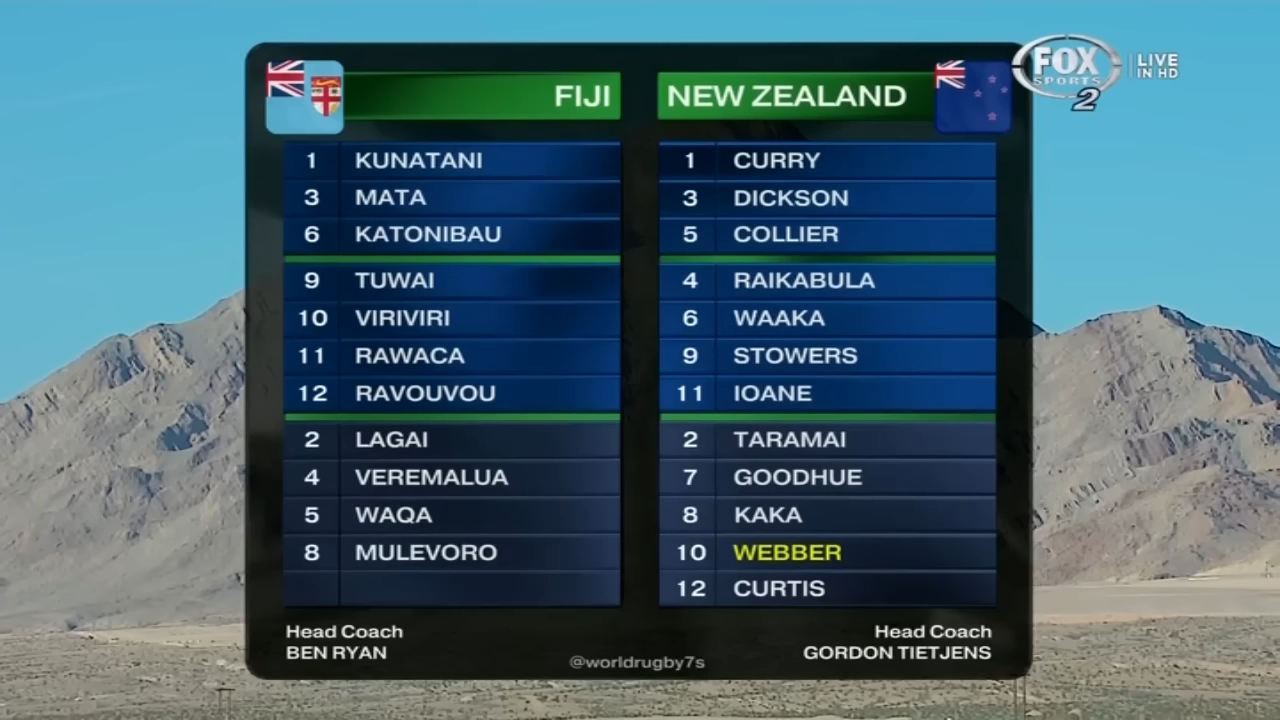 FIJI
1 KUNATANI
3 MATA
6 KATONIBAU
9 TUWAI
10 VIRIVIRI
11 RAWACA
12 RAVOUVOU
2 LAGAI
4 VEREMALUA
5 WAQA
8 MULEVORO
Head Coach
BEN RYAN
NEW ZEALAND
1 CURRY
3 DICKSON
5 COLLIER
4 RAIKABULA
6 WAAKA
9 STOWERS
11 IOANE
2 TARAMAI
7 GOODHUE
8 KAKA
10 WEBBER
12 CURTIS
Head Coach
GORDON TIETJENS
@worldrugby7s
FOX
SPORTS
2
LIVE
IN HD